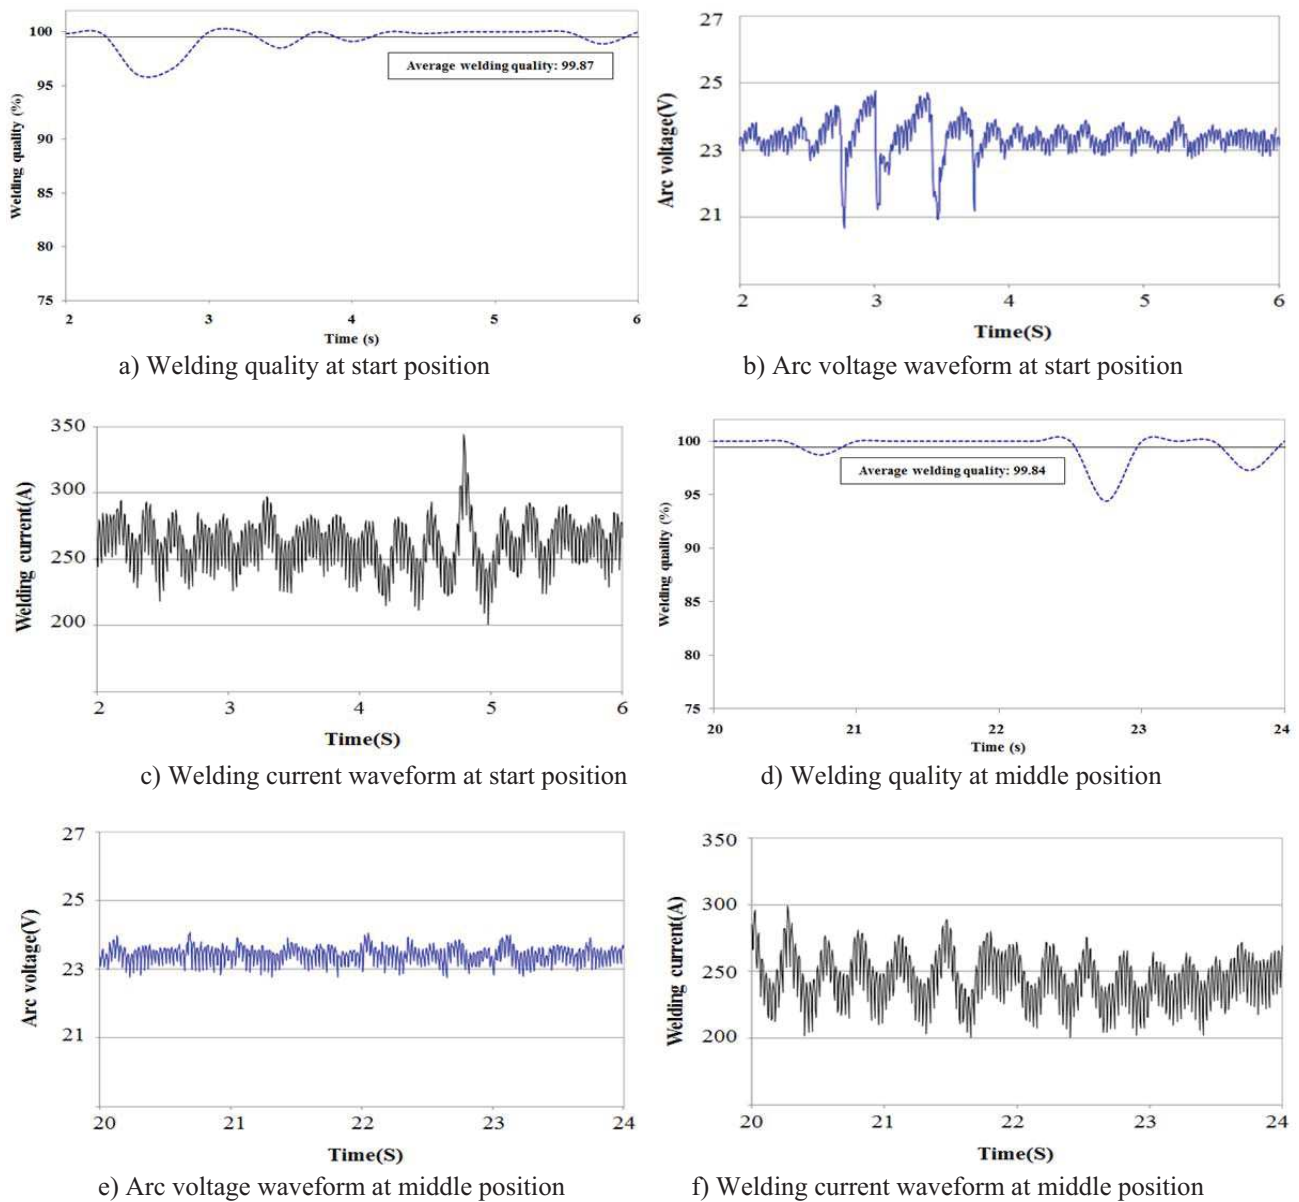 100
95
90
85
80
75
Welding quality (%)
Average welding quality: 99.87
2 3 4 5 6
Time (s)
a) Welding quality at start position
27
25
23
21
Arc voltage(V)
2 3 4 5 6
Time(S)
b) Arc voltage waveform at start position
350
300
250
200
Welding current(A)
2 3 4 5 6
Time(S)
c) Welding current waveform at start position
100
95
90
85
80
75
Welding quality (%)
Average welding quality: 99.84
20 21 22 23 24
Time (s)
d) Welding quality at middle position
27
25
23
21
Arc voltage(V)
20 21 22 23 24
Time(S)
e) Arc voltage waveform at middle position
350
300
250
200
Welding current(A)
20 21 22 23 24
Time(S)
f) Welding current waveform at middle position